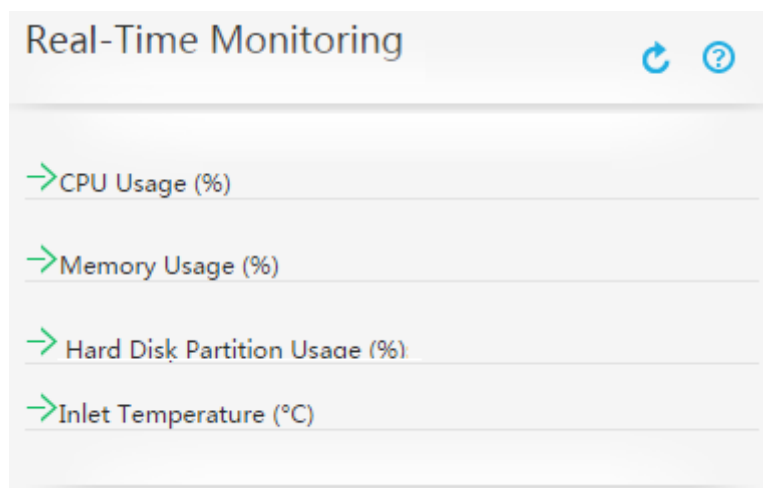 Real-Time Monitoring
CPU Usage (%)
Memory Usage (%)
Hard Disk Partition Usage (%):
Inlet Temperature (°C)